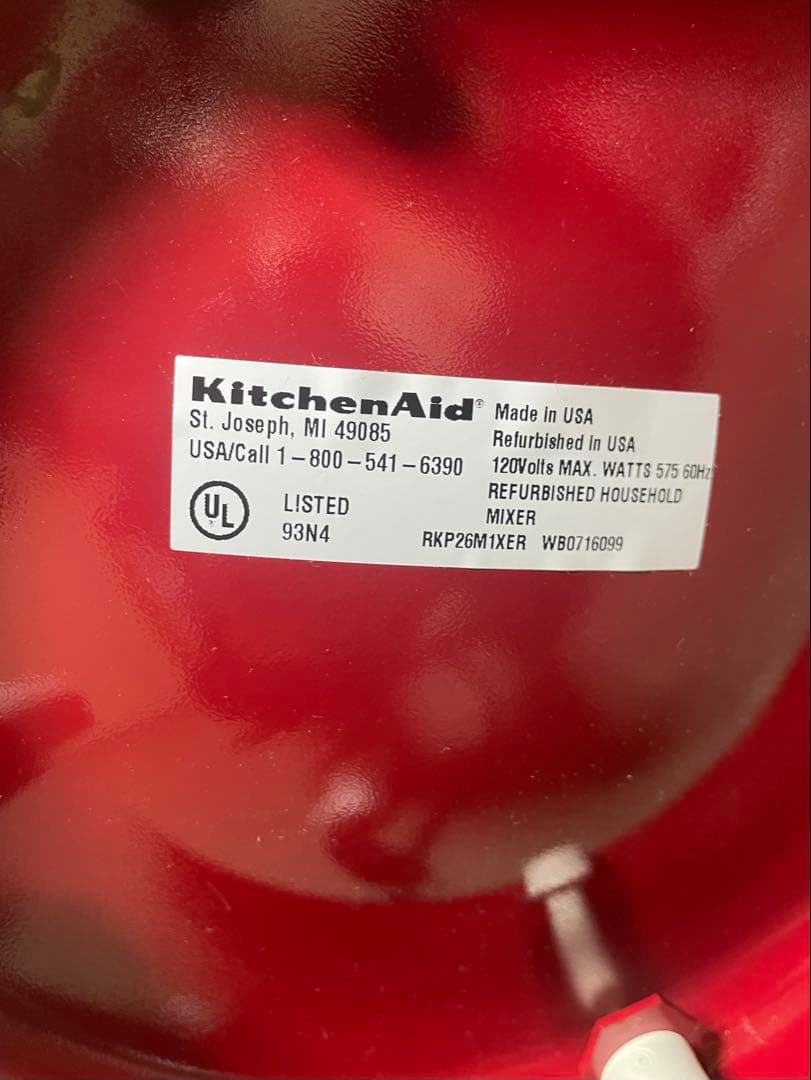 KitchenAid®
St. Joseph, MI 49085
USA/Call 1-800-541-6390
UL LISTED
93N4
Made in USA
Refurbished In USA
120Volts MAX. WATTS 575 60Hz
REFURBISHED HOUSEHOLD
MIXER
RKP26M1XER WB0716099